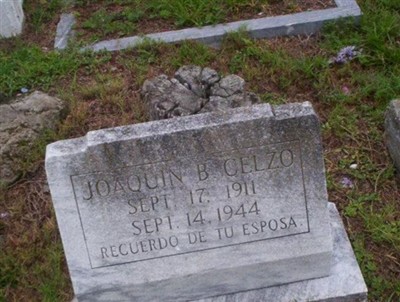 JOAQUIN B. CELZO
SEPT. 17, 1911
SEPT. 14, 1944
RECUERDO DE TU ESPOSA.